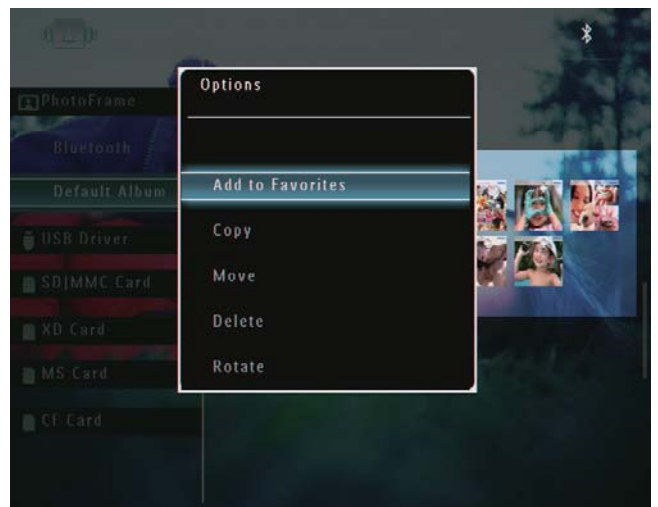 Options
PhotoFrame
Bluetooth
Default Album
Add to Favorites
USB Driver
Copy
SD|MMC Card
Move
XD Card
Delete
MS Card
Rotate
CF Card